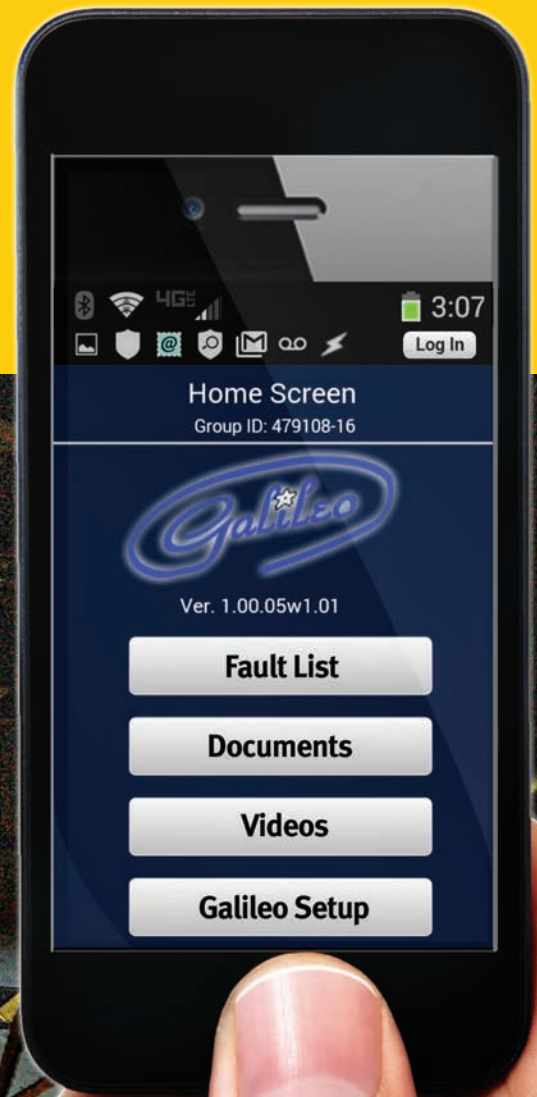 4G LTE
3:07
@
Log In
Home Screen
Group ID: 479108-16
Galileo
Ver. 1.00.05w1.01
Fault List
Documents
Videos
Galileo Setup